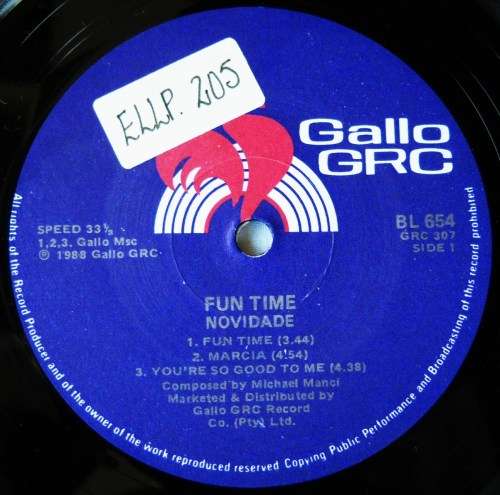 ELLP. 205
Gallo
GRC
SPEED 33⅓
1,2,3. Gallo Msc
℗ 1988 Gallo GRC
BL 654
GRC 307
SIDE 1
FUN TIME
NOVIDADE
1. FUN TIME (3.44)
2. MARCIA (4.54)
3. YOU'RE SO GOOD TO ME (4.38)
Composed by Michael Manci
Marketed & Distributed by
Gallo GRC Record
Co. (Pty) Ltd.
All rights of the Record Producer and of the owner of the work reproduced reserved Copying Public Performance and Broadcasting of this record prohibited